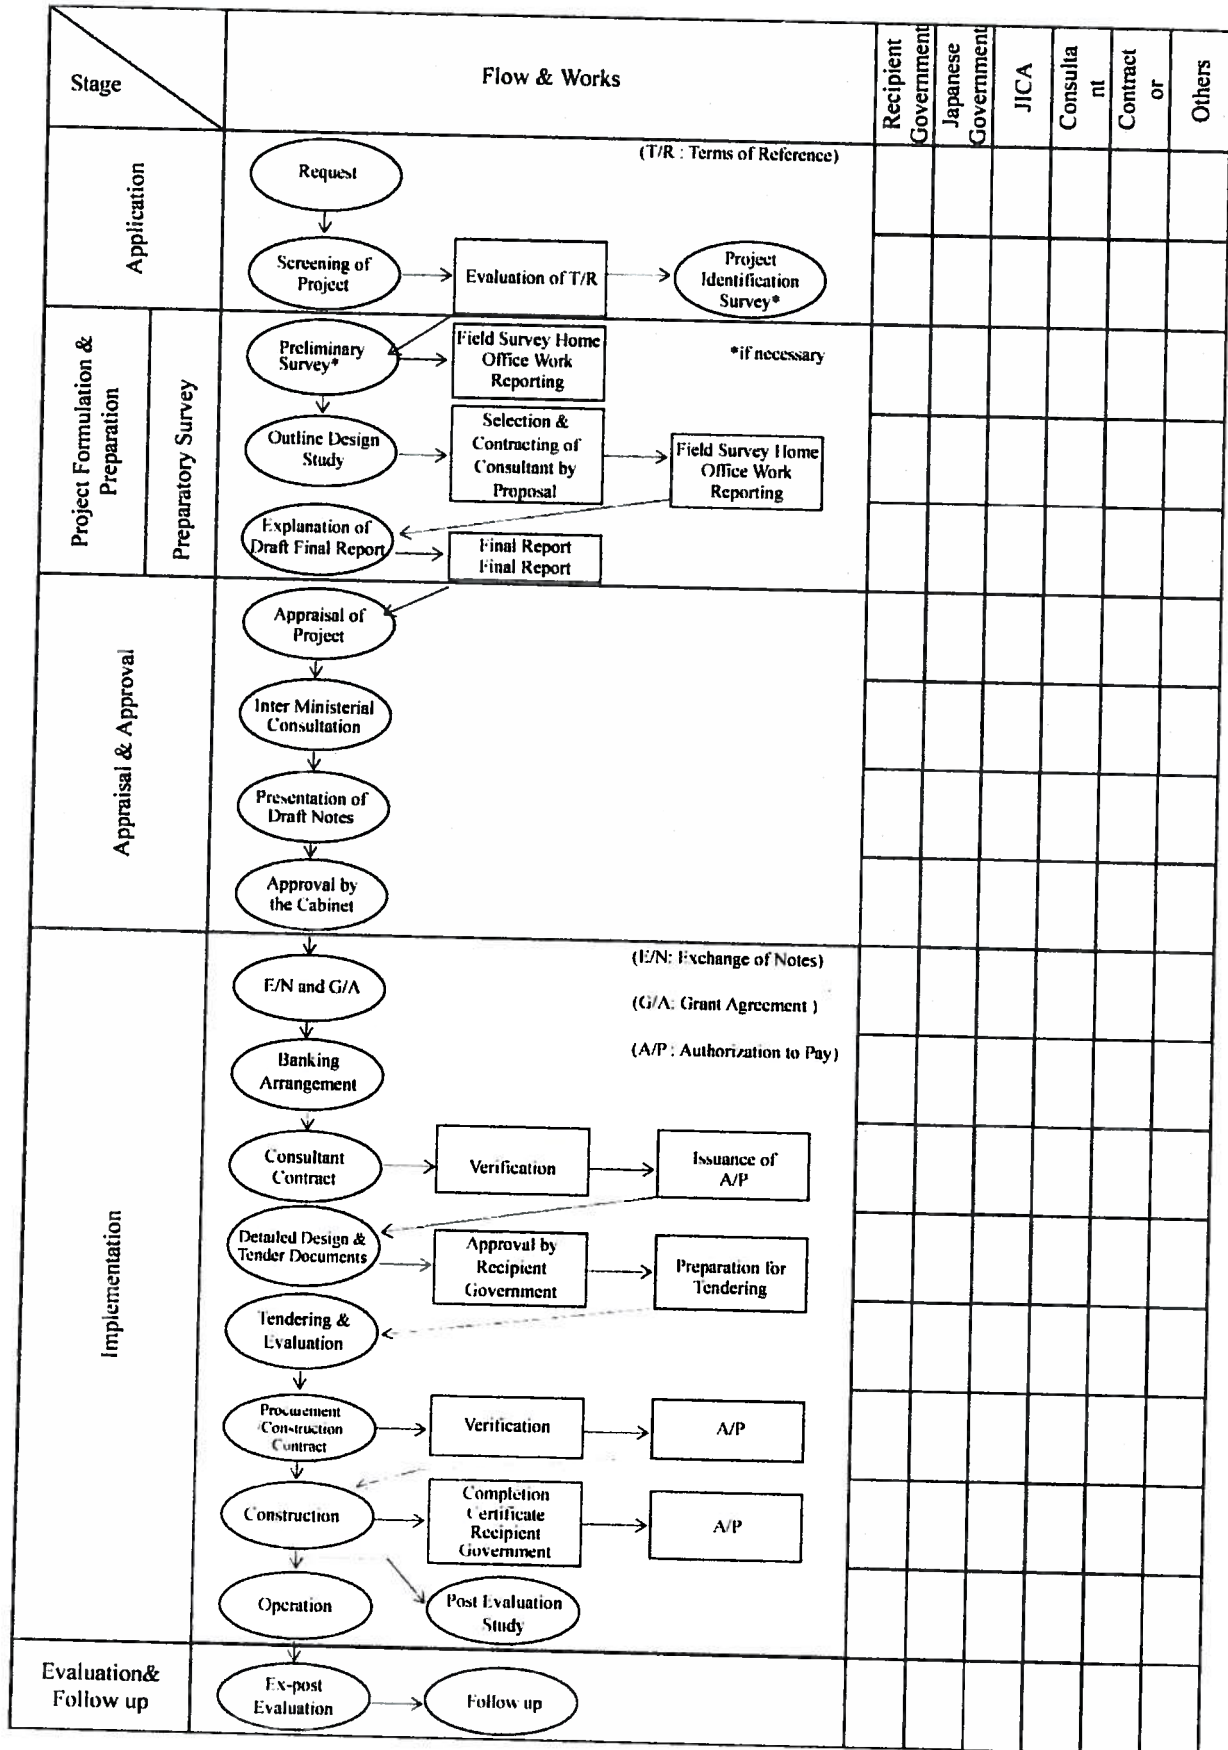 Stage
Flow & Works
Recipient
Government
Japanese
Government
JICA
Consulta
nt
Contract
or
Others
Application
(T/R : Terms of Reference)
Request
Screening of
Project
Evaluation of T/R
Project
Identification
Survey*
Project Formulation &
Preparation
Preparatory Survey
Preliminary
Survey*
Field Survey Home
Office Work
Reporting
*if necessary
Outline Design
Study
Selection &
Contracting of
Consultant by
Proposal
Field Survey Home
Office Work
Reporting
Explanation of
Draft Final Report
Final Report
Final Report
Appraisal & Approval
Appraisal of
Project
Inter Ministerial
Consultation
Presentation of
Draft Notes
Approval by
the Cabinet
Implementation
E/N and G/A
(E/N: Exchange of Notes)
(G/A: Grant Agreement )
(A/P : Authorization to Pay)
Banking
Arrangement
Consultant
Contract
Verification
Issuance of
A/P
Detailed Design &
Tender Documents
Approval by
Recipient
Government
Preparation for
Tendering
Tendering &
Evaluation
Procurement
/Construction
Contract
Verification
A/P
Construction
Completion
Certificate
Recipient
Government
A/P
Operation
Post Evaluation
Study
Evaluation&
Follow up
Ex-post
Evaluation
Follow up